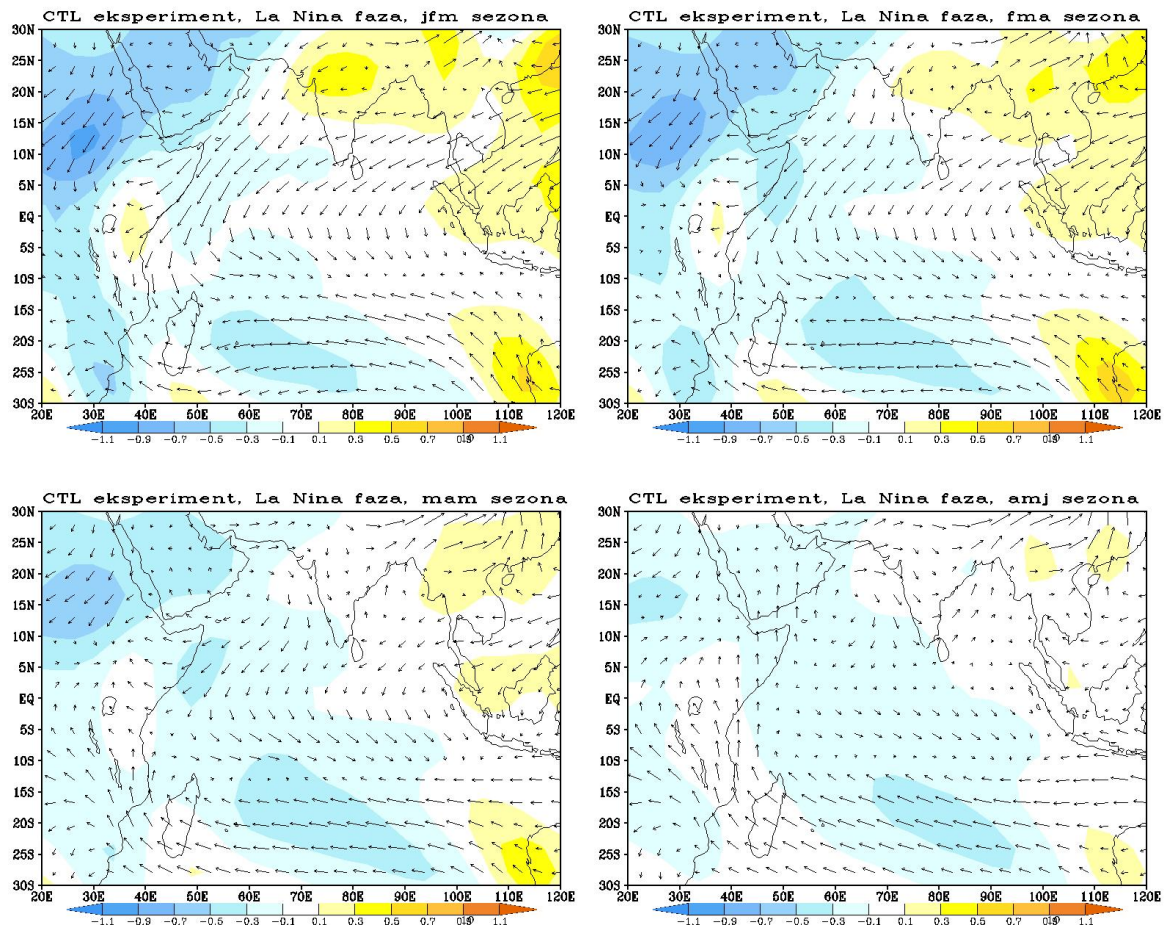 CTL eksperiment, La Nina faza, jfm sezona
30N
25N
20N
15N
10N
5N
EQ
5S
10S
15S
20S
25S
30S
20E 30E 40E 50E 60E 70E 80E 90E 100E 110E 120E
−1.1 −0.9 −0.7 −0.5 −0.3 −0.1 0.1 0.3 0.5 0.7 1.1
CTL eksperiment, La Nina faza, fma sezona
30N
25N
20N
15N
10N
5N
EQ
5S
10S
15S
20S
25S
30S
20E 30E 40E 50E 60E 70E 80E 90E 100E 110E 120E
−1.1 −0.9 −0.7 −0.5 −0.3 −0.1 0.1 0.3 0.5 0.7 1.1
CTL eksperiment, La Nina faza, mam sezona
30N
25N
20N
15N
10N
5N
EQ
5S
10S
15S
20S
25S
30S
20E 30E 40E 50E 60E 70E 80E 90E 100E 110E 120E
−1.1 −0.9 −0.7 −0.5 −0.3 −0.1 0.1 0.3 0.5 0.7 1.1
CTL eksperiment, La Nina faza, amj sezona
30N
25N
20N
15N
10N
5N
EQ
5S
10S
15S
20S
25S
30S
20E 30E 40E 50E 60E 70E 80E 90E 100E 110E 120E
−1.1 −0.9 −0.7 −0.5 −0.3 −0.1 0.1 0.3 0.5 0.7 1.1